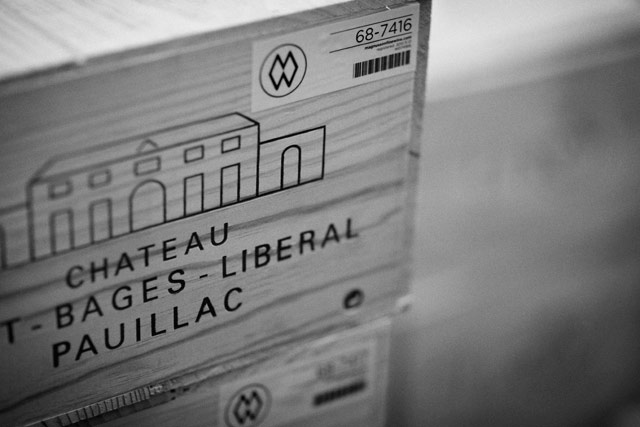 68-7416
CHATEAU
T-BAGES-LIBERAL
PAUILLAC